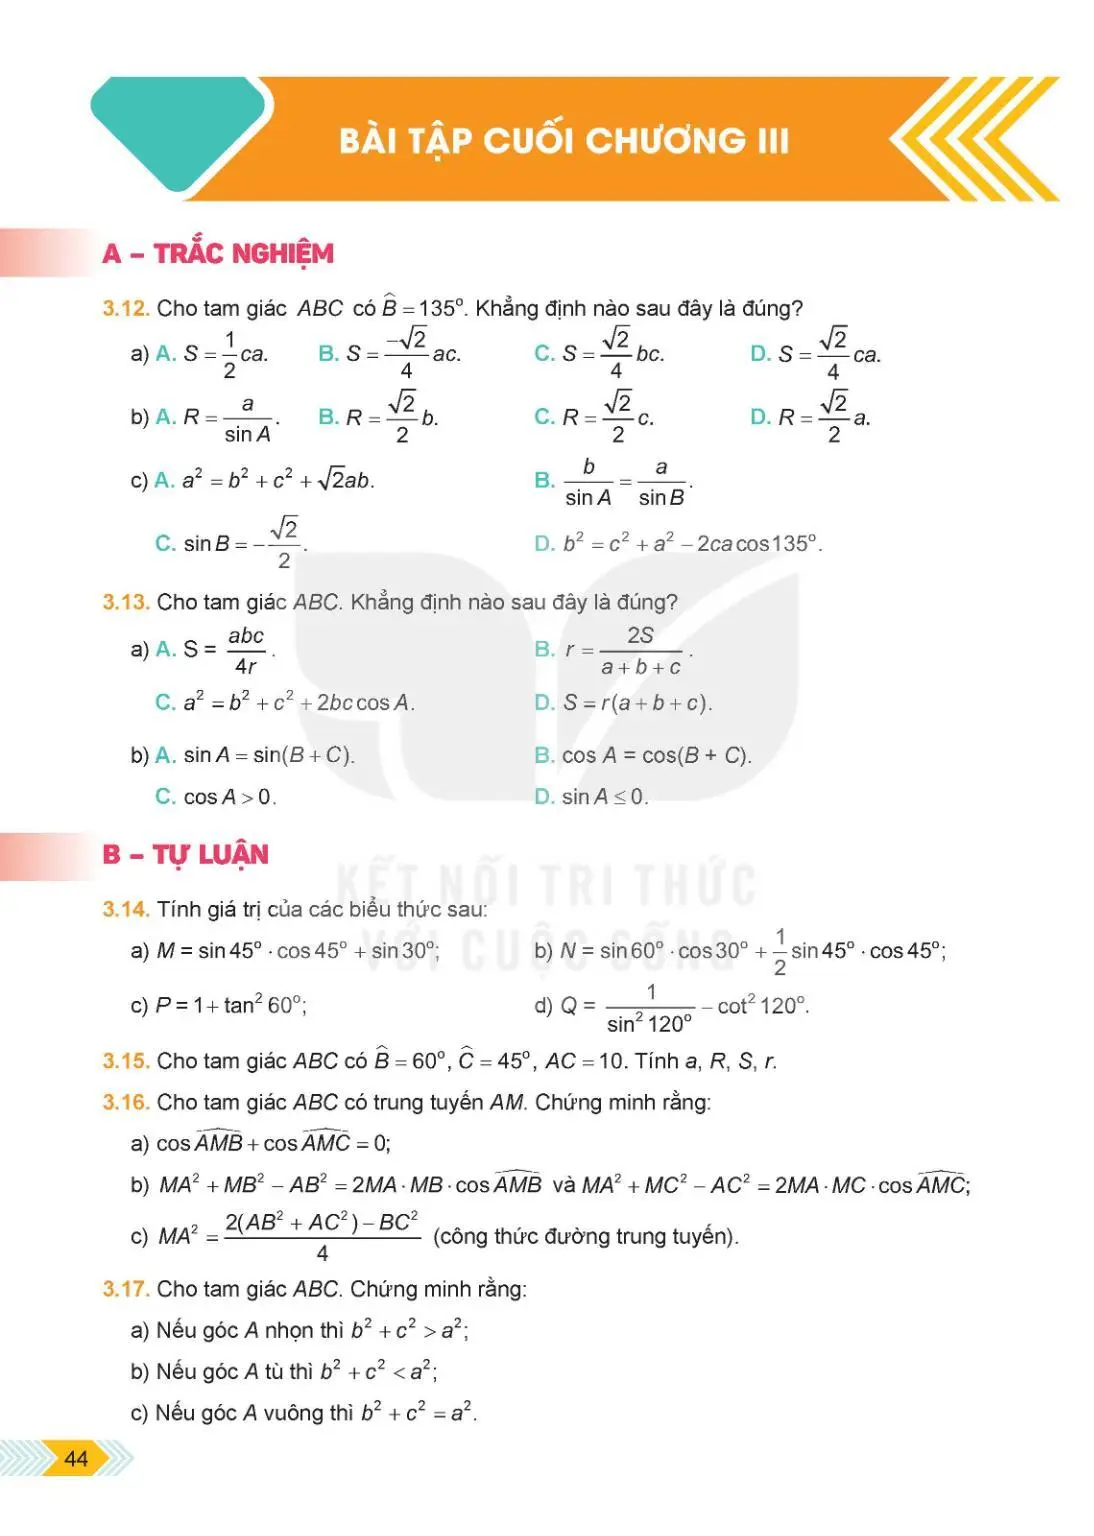 BÀI TẬP CUỐI CHƯƠNG III
A – TRẮC NGHIỆM
3.12. Cho tam giác ABC có B̂ = 135°. Khẳng định nào sau đây là đúng?
a) A. S = 1/2 ca. B. S = −√2/4 ac. C. S = √2/4 bc. D. S = √2/4 ca.
b) A. R = a/sin A. B. R = √2/2 b. C. R = √2/2 c. D. R = √2/2 a.
c) A. a² = b² + c² + √2ab. B. b/sin A = a/sin B.
C. sin B = −√2/2. D. b² = c² + a² − 2ca cos135°.
3.13. Cho tam giác ABC. Khẳng định nào sau đây là đúng?
a) A. S = abc/4r. B. r = 2S/(a + b + c).
C. a² = b² + c² + 2bc cos A. D. S = r(a + b + c).
b) A. sin A = sin(B + C). B. cos A = cos(B + C).
C. cos A > 0. D. sin A ≤ 0.
B – TỰ LUẬN
KẾT NỐI TRI THỨC
VỚI CUỘC SỐNG
3.14. Tính giá trị của các biểu thức sau:
a) M = sin 45° · cos 45° + sin 30°; b) N = sin 60° · cos 30° + 1/2 sin 45° · cos 45°;
c) P = 1 + tan² 60°; d) Q = 1/sin² 120° − cot² 120°.
3.15. Cho tam giác ABC có B̂ = 60°, Ĉ = 45°, AC = 10. Tính a, R, S, r.
3.16. Cho tam giác ABC có trung tuyến AM. Chứng minh rằng:
a) cos AMB̂ + cos AMĈ = 0;
b) MA² + MB² − AB² = 2MA · MB · cos AMB̂ và MA² + MC² − AC² = 2MA · MC · cos AMĈ;
c) MA² = (2(AB² + AC²) − BC²)/4 (công thức đường trung tuyến).
3.17. Cho tam giác ABC. Chứng minh rằng:
a) Nếu góc A nhọn thì b² + c² > a²;
b) Nếu góc A tù thì b² + c² < a²;
c) Nếu góc A vuông thì b² + c² = a².
44